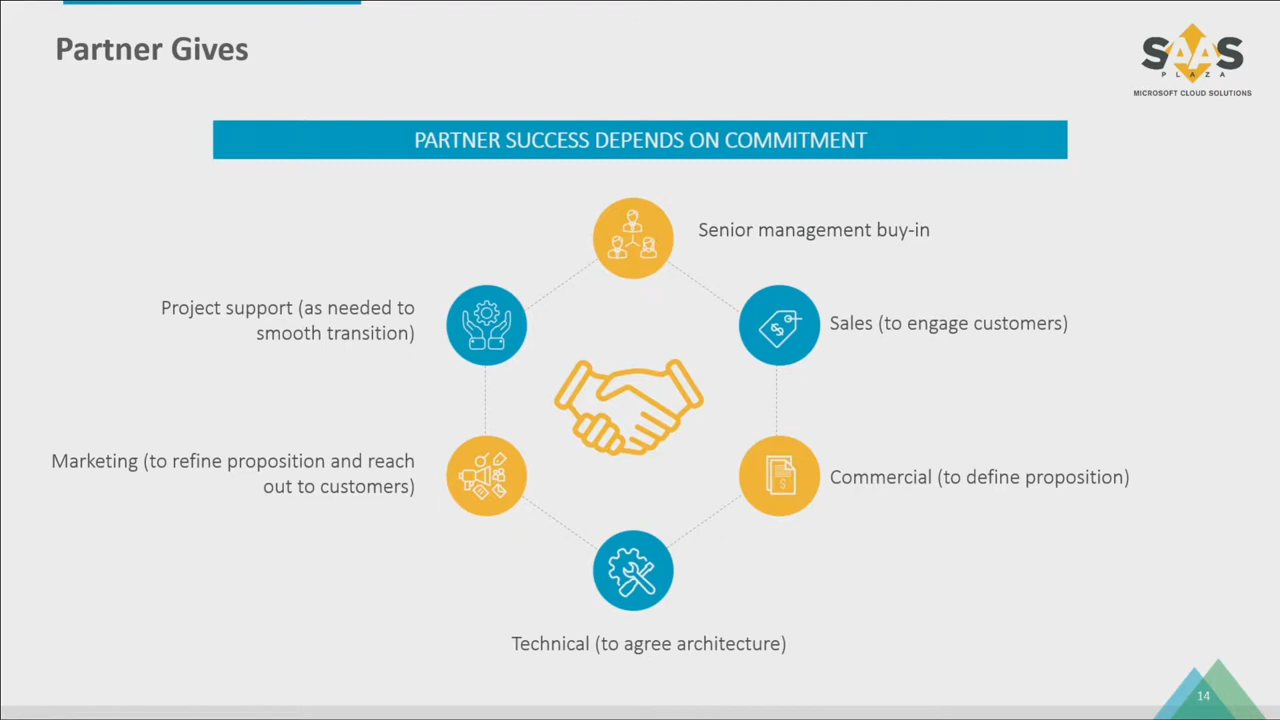 Partner Gives
SAAS
PLAZA
MICROSOFT CLOUD SOLUTIONS
PARTNER SUCCESS DEPENDS ON COMMITMENT
Senior management buy-in
Project support (as needed to
smooth transition)
Sales (to engage customers)
Marketing (to refine proposition and reach
out to customers)
Commercial (to define proposition)
Technical (to agree architecture)
14